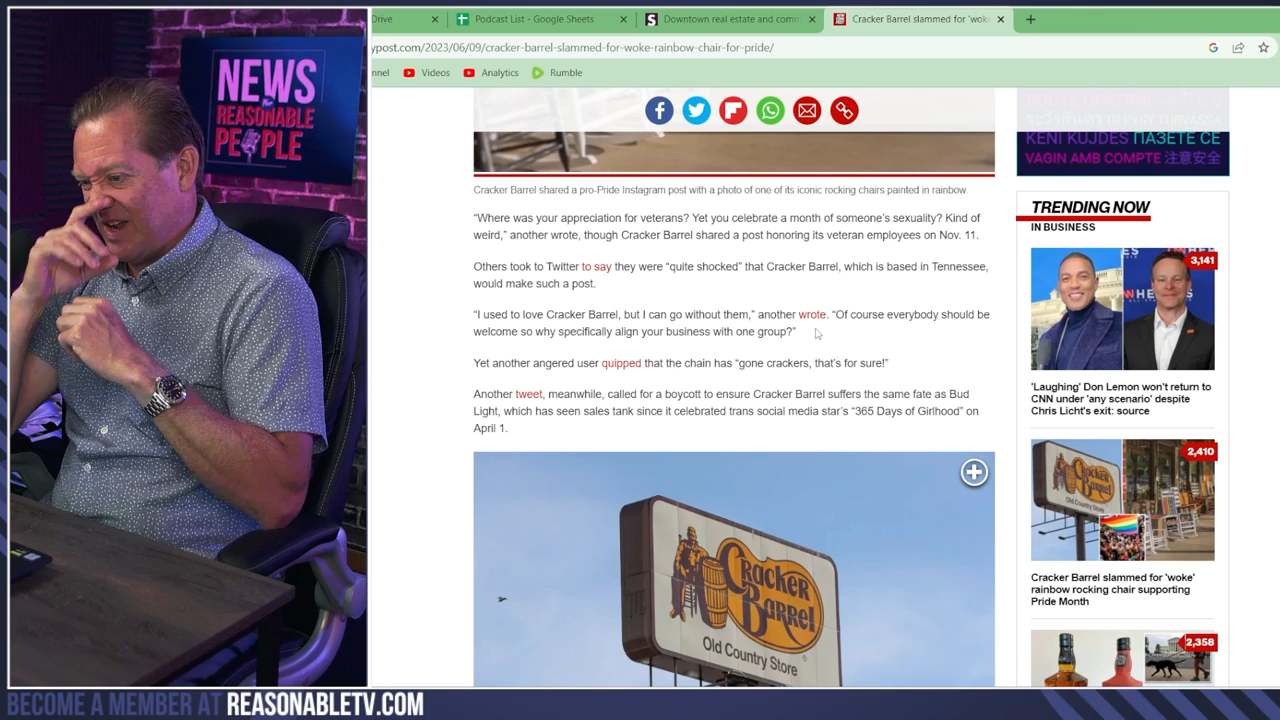 Drive
Podcast List - Google Sheets
Downtown real estate and comm
Cracker Barrel slammed for 'woke
ypost.com/2023/06/09/cracker-barrel-slammed-for-woke-rainbow-chair-for-pride/
nnel
Videos
Analytics
Rumble
NEWS
for
REASONABLE
PEOPLE
Cracker Barrel shared a pro-Pride Instagram post with a photo of one of its iconic rocking chairs painted in rainbow.
“Where was your appreciation for veterans? Yet you celebrate a month of someone’s sexuality? Kind of
weird,” another wrote, though Cracker Barrel shared a post honoring its veteran employees on Nov. 11.
Others took to Twitter to say they were “quite shocked” that Cracker Barrel, which is based in Tennessee,
would make such a post.
“I used to love Cracker Barrel, but I can go without them,” another wrote. “Of course everybody should be
welcome so why specifically align your business with one group?”
Yet another angered user quipped that the chain has “gone crackers, that’s for sure!”
Another tweet, meanwhile, called for a boycott to ensure Cracker Barrel suffers the same fate as Bud
Light, which has seen sales tank since it celebrated trans social media star’s “365 Days of Girlhood” on
April 1.
Cracker
Barrel
Old Country Store
KENI KUJDES ПАЗЕТЕ СЕ
VAGIN AMB COMPTE 注意安全
TRENDING NOW
IN BUSINESS
3,141
'Laughing' Don Lemon won't return to
CNN under 'any scenario' despite
Chris Licht's exit: source
2,410
Cracker
Barrel
Old Country Store
Cracker Barrel slammed for 'woke'
rainbow rocking chair supporting
Pride Month
2,358
BECOME A MEMBER AT REASONABLETV.COM